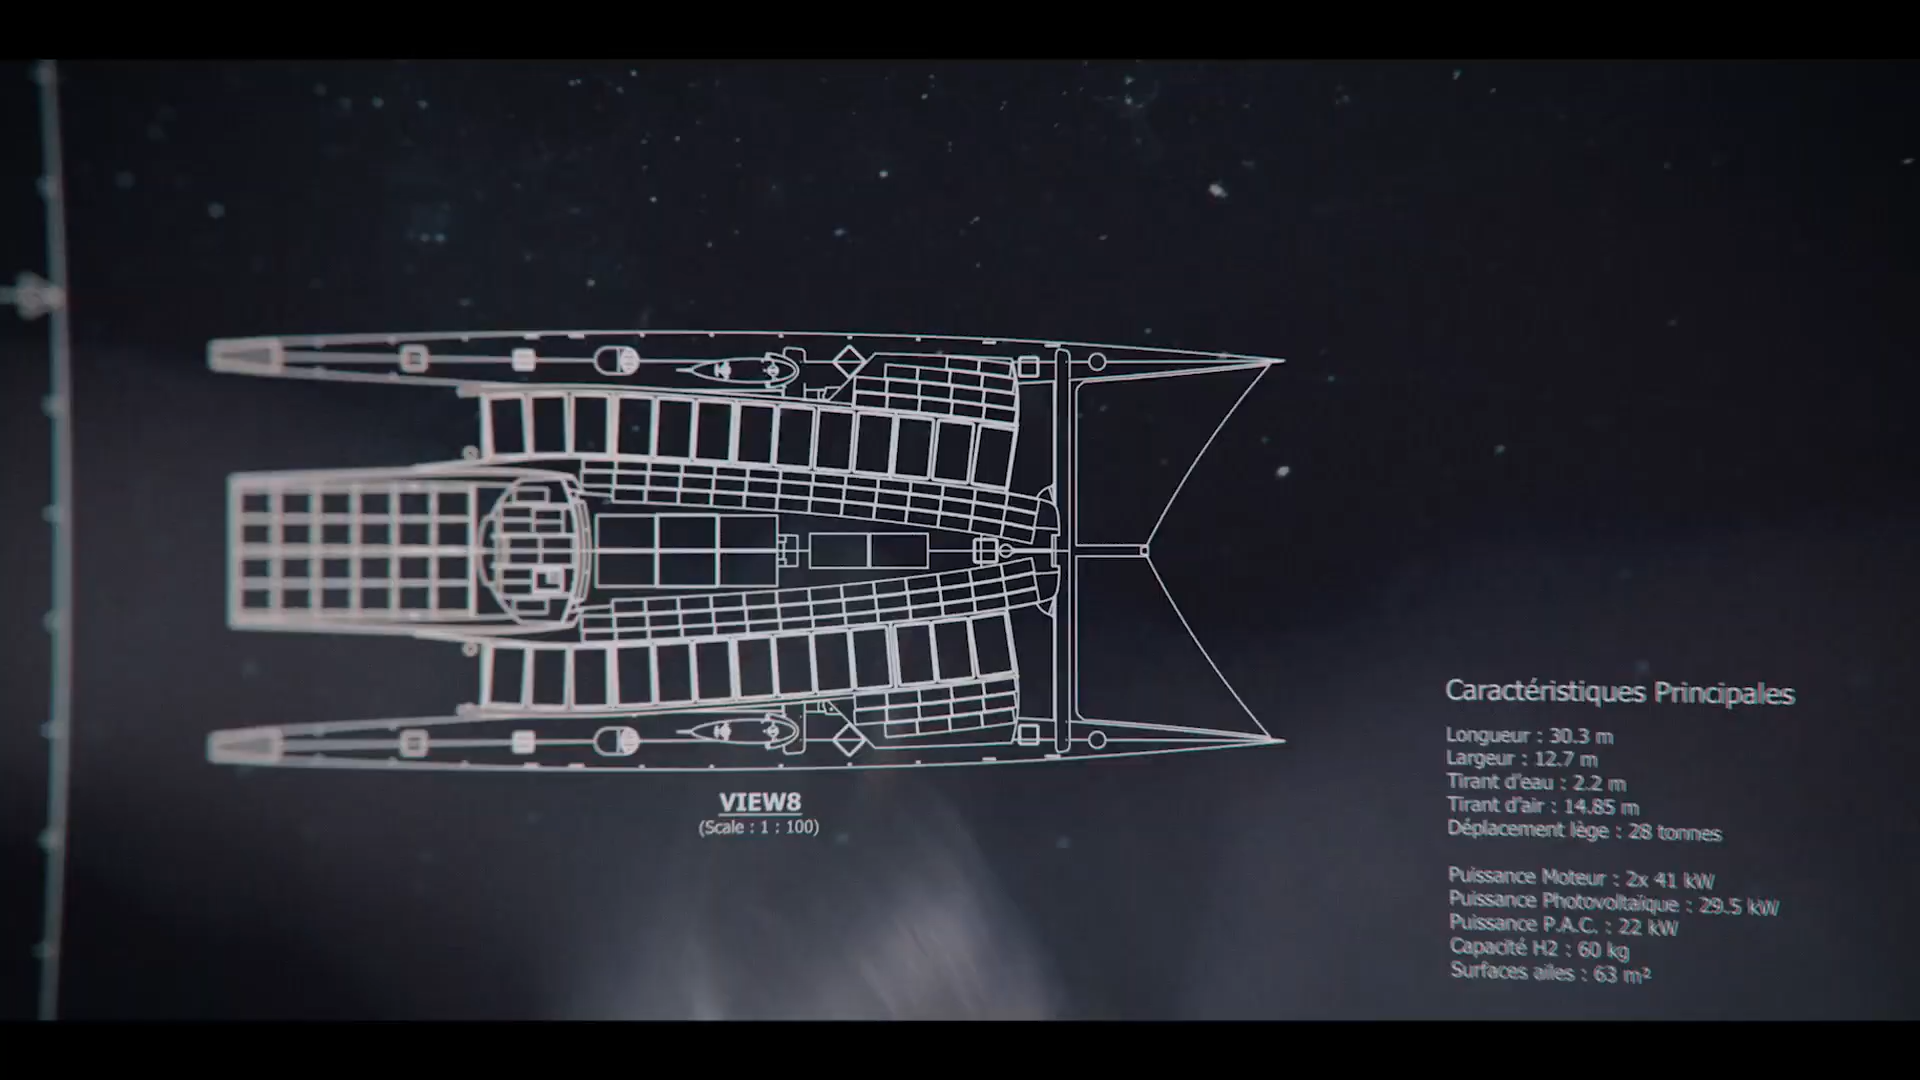 VIEW8
(Scale : 1 : 100)
Caractéristiques Principales
Longueur : 30.3 m
Largeur : 12.7 m
Tirant d'eau : 2.2 m
Tirant d'air : 14.85 m
Déplacement lège : 28 tonnes
Puissance Moteur : 2x 41 kW
Puissance Photovoltaïque : 29.5 kW
Puissance P.A.C. : 22 kW
Capacité H2 : 60 kg
Surfaces ailes : 63 m²